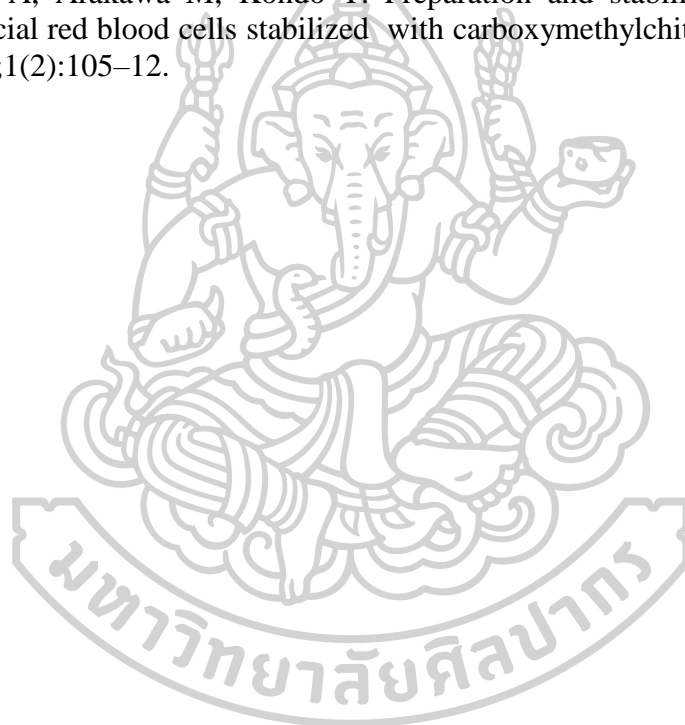 A, Arakawa M, Kondo T. Preparation and stabili
cial red blood cells stabilized with carboxymethylchit
;1(2):105–12.
มหาวิทยาลัยศิลปากร